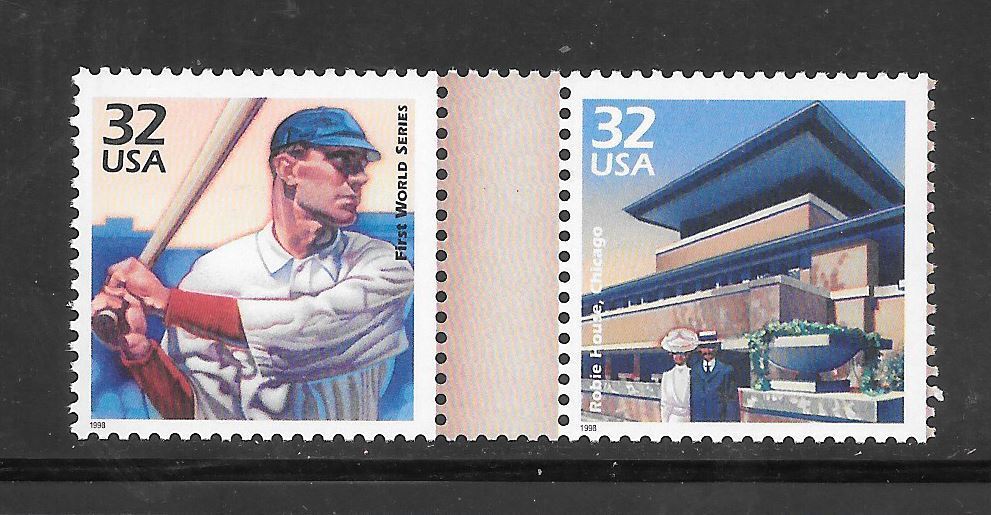 32
USA
First World Series
1998
32
USA
Robie House, Chicago
1998